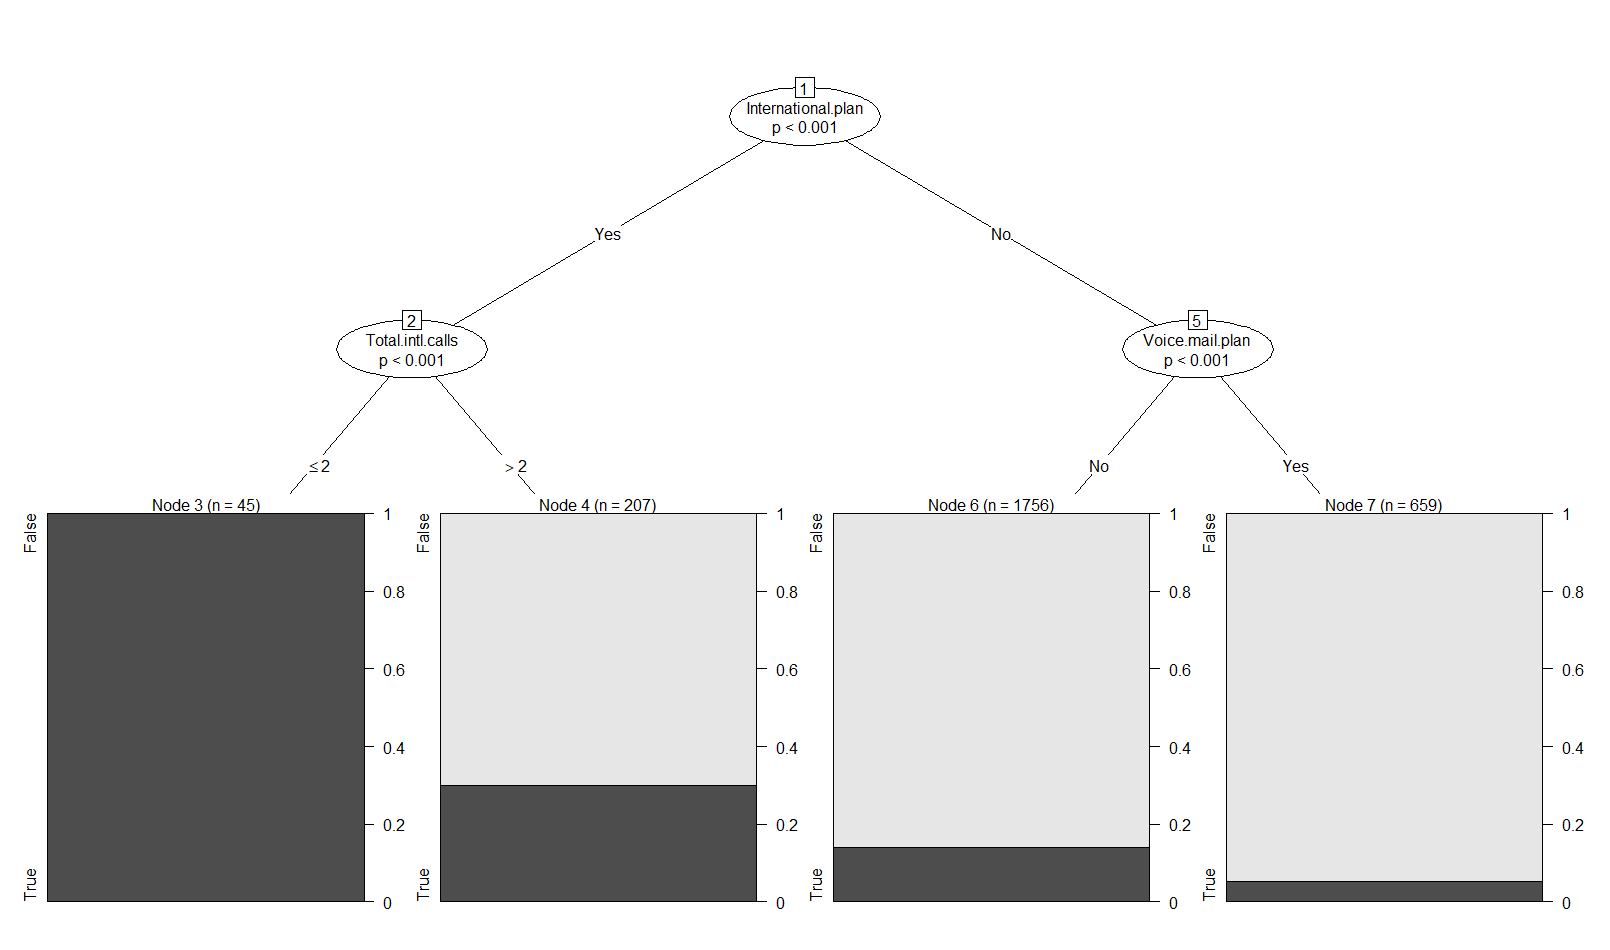 1
International.plan
p < 0.001
Yes
No
2
Total.intl.calls
p < 0.001
5
Voice.mail.plan
p < 0.001
≤ 2
> 2
No
Yes
Node 3 (n = 45)
False
True
1
0.8
0.6
0.4
0.2
0
Node 4 (n = 207)
False
True
1
0.8
0.6
0.4
0.2
0
Node 6 (n = 1756)
False
True
1
0.8
0.6
0.4
0.2
0
Node 7 (n = 659)
False
True
1
0.8
0.6
0.4
0.2
0